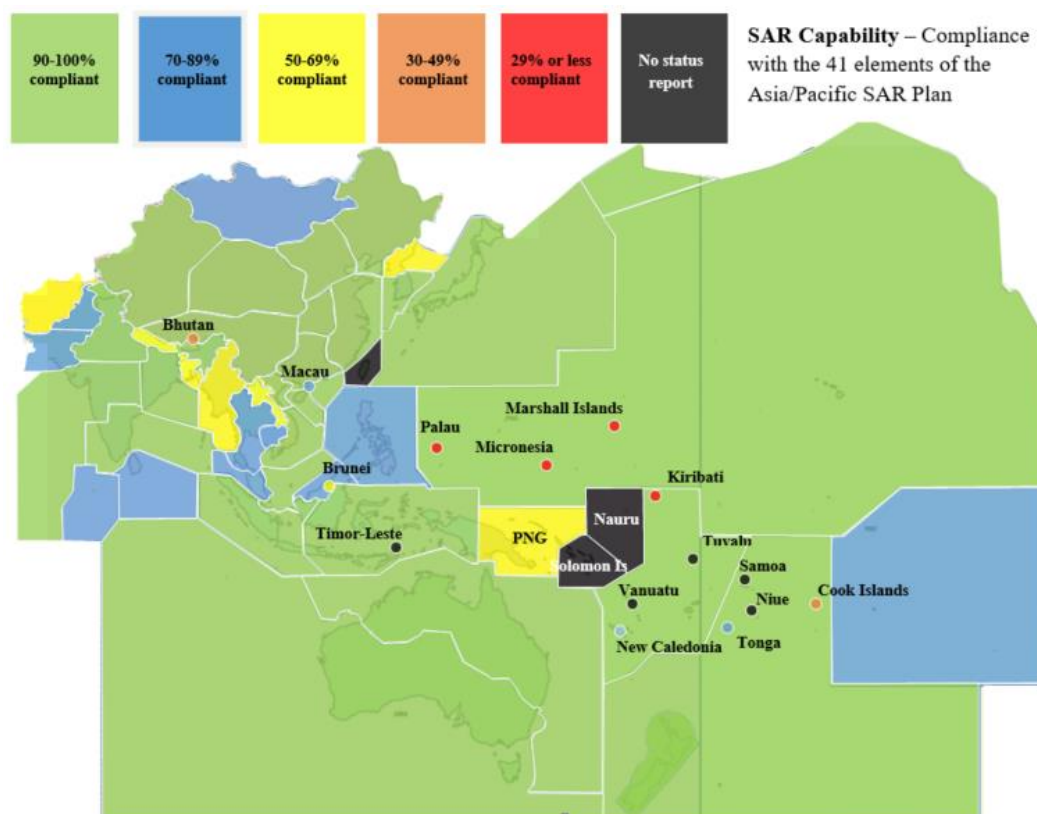 90-100%
compliant
70-89%
compliant
50-69%
compliant
30-49%
compliant
29% or less
compliant
No status
report
SAR Capability – Compliance
with the 41 elements of the
Asia/Pacific SAR Plan
Bhutan
Macau
Marshall Islands
Palau
Micronesia
Brunei
Kiribati
Nauru
Timor-Leste
PNG
Tuvalu
Solomon Is
Samoa
Vanuatu
Niue
Cook Islands
New Caledonia
Tonga